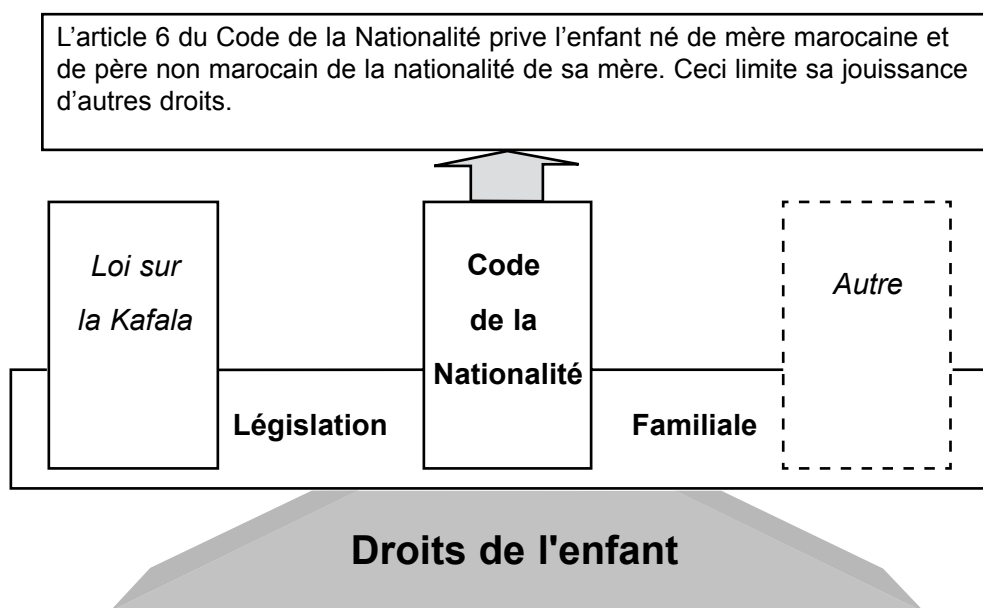 L’article 6 du Code de la Nationalité prive l’enfant né de mère marocaine et
de père non marocain de la nationalité de sa mère. Ceci limite sa jouissance
d’autres droits.
Loi sur
la Kafala
Code
de la
Nationalité
Autre
Législation
Familiale
Droits de l'enfant